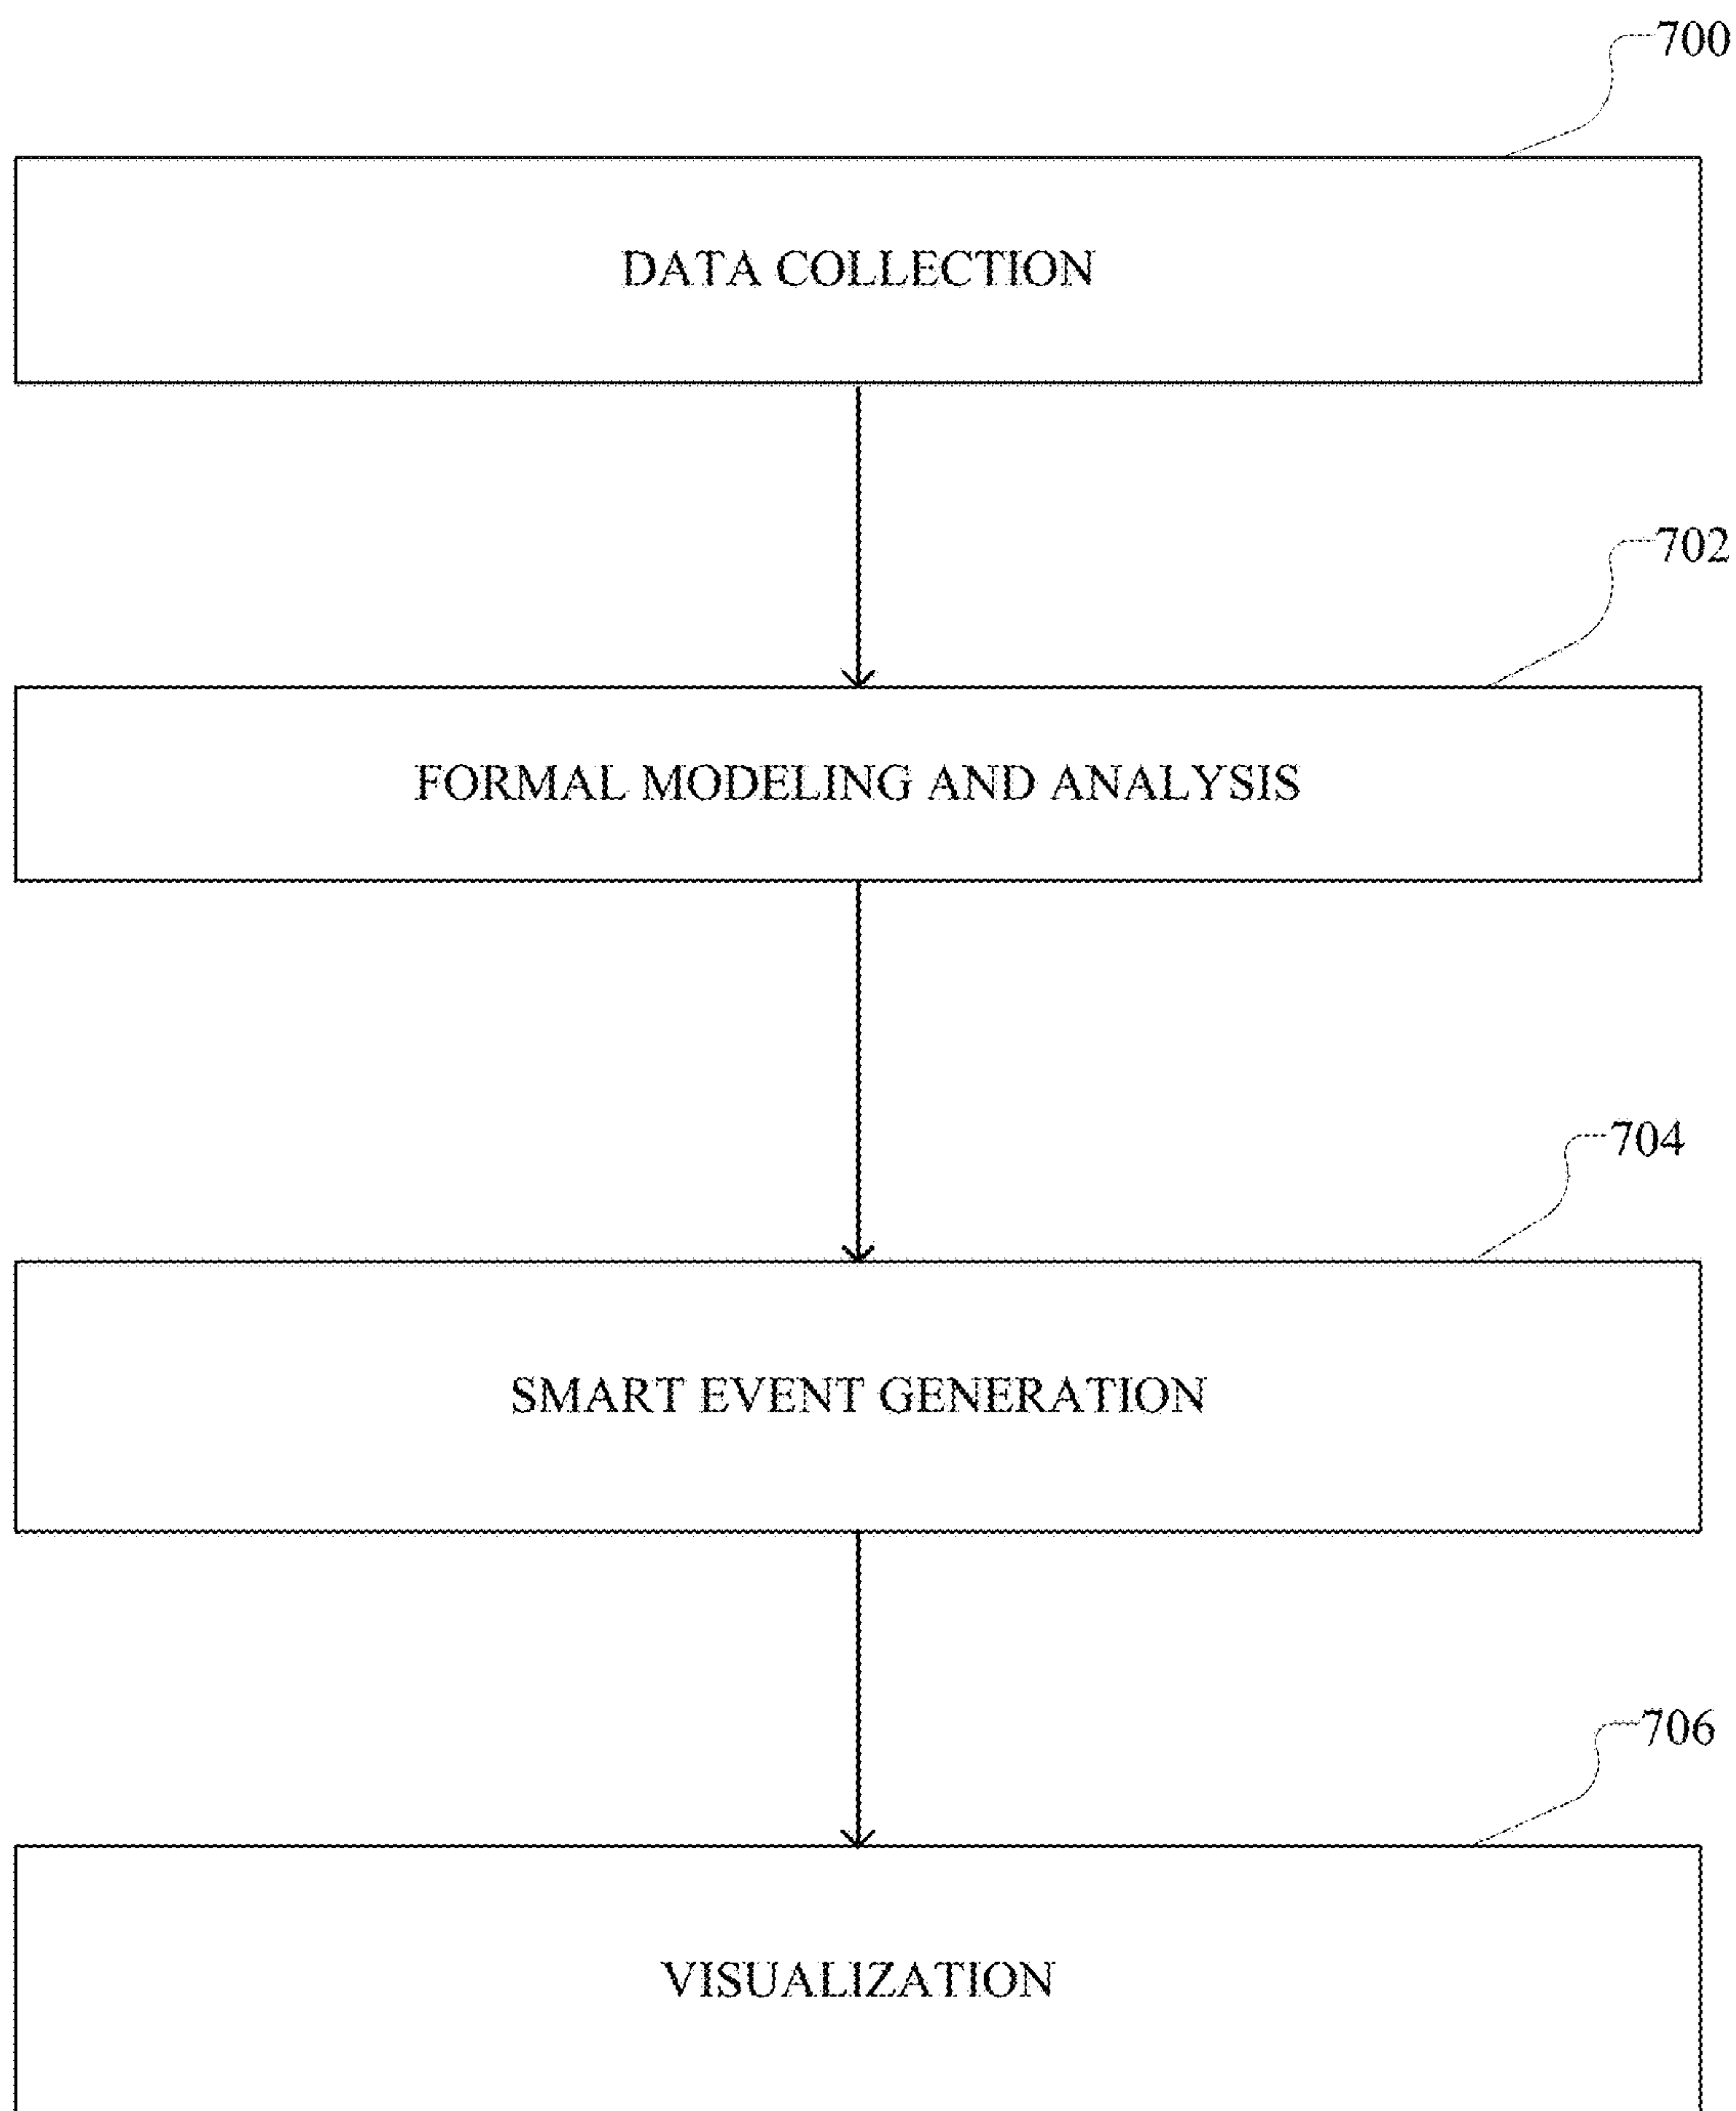 700
DATA COLLECTION
702
FORMAL MODELING AND ANALYSIS
704
SMART EVENT GENERATION
706
VISUALIZATION